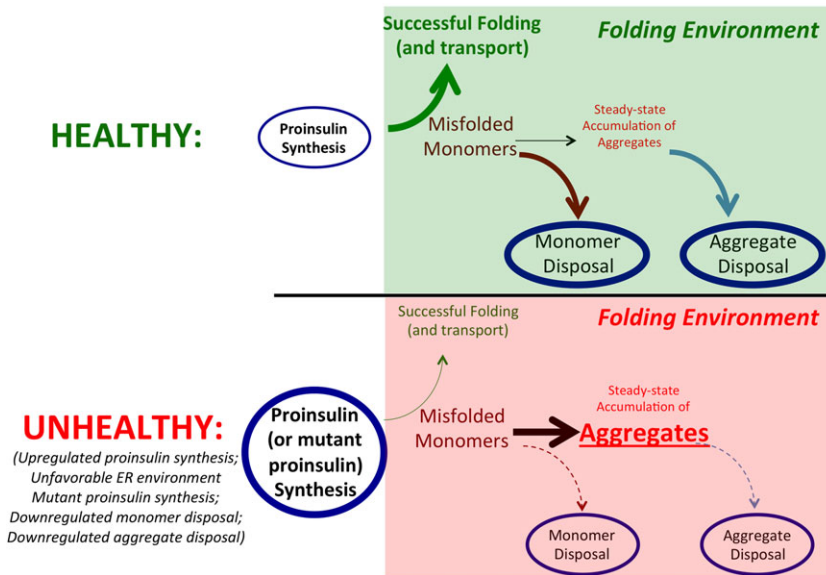 Successful Folding
(and transport)
Folding Environment
HEALTHY:
Proinsulin
Synthesis
Misfolded
Monomers
Steady-state
Accumulation of
Aggregates
Monomer
Disposal
Aggregate
Disposal
Successful Folding
(and transport)
Folding Environment
UNHEALTHY:
(Upregulated proinsulin synthesis;
Unfavorable ER environment
Mutant proinsulin synthesis;
Downregulated monomer disposal;
Downregulated aggregate disposal)
Proinsulin
(or mutant
proinsulin)
Synthesis
Misfolded
Monomers
Steady-state
Accumulation of
Aggregates
Monomer
Disposal
Aggregate
Disposal